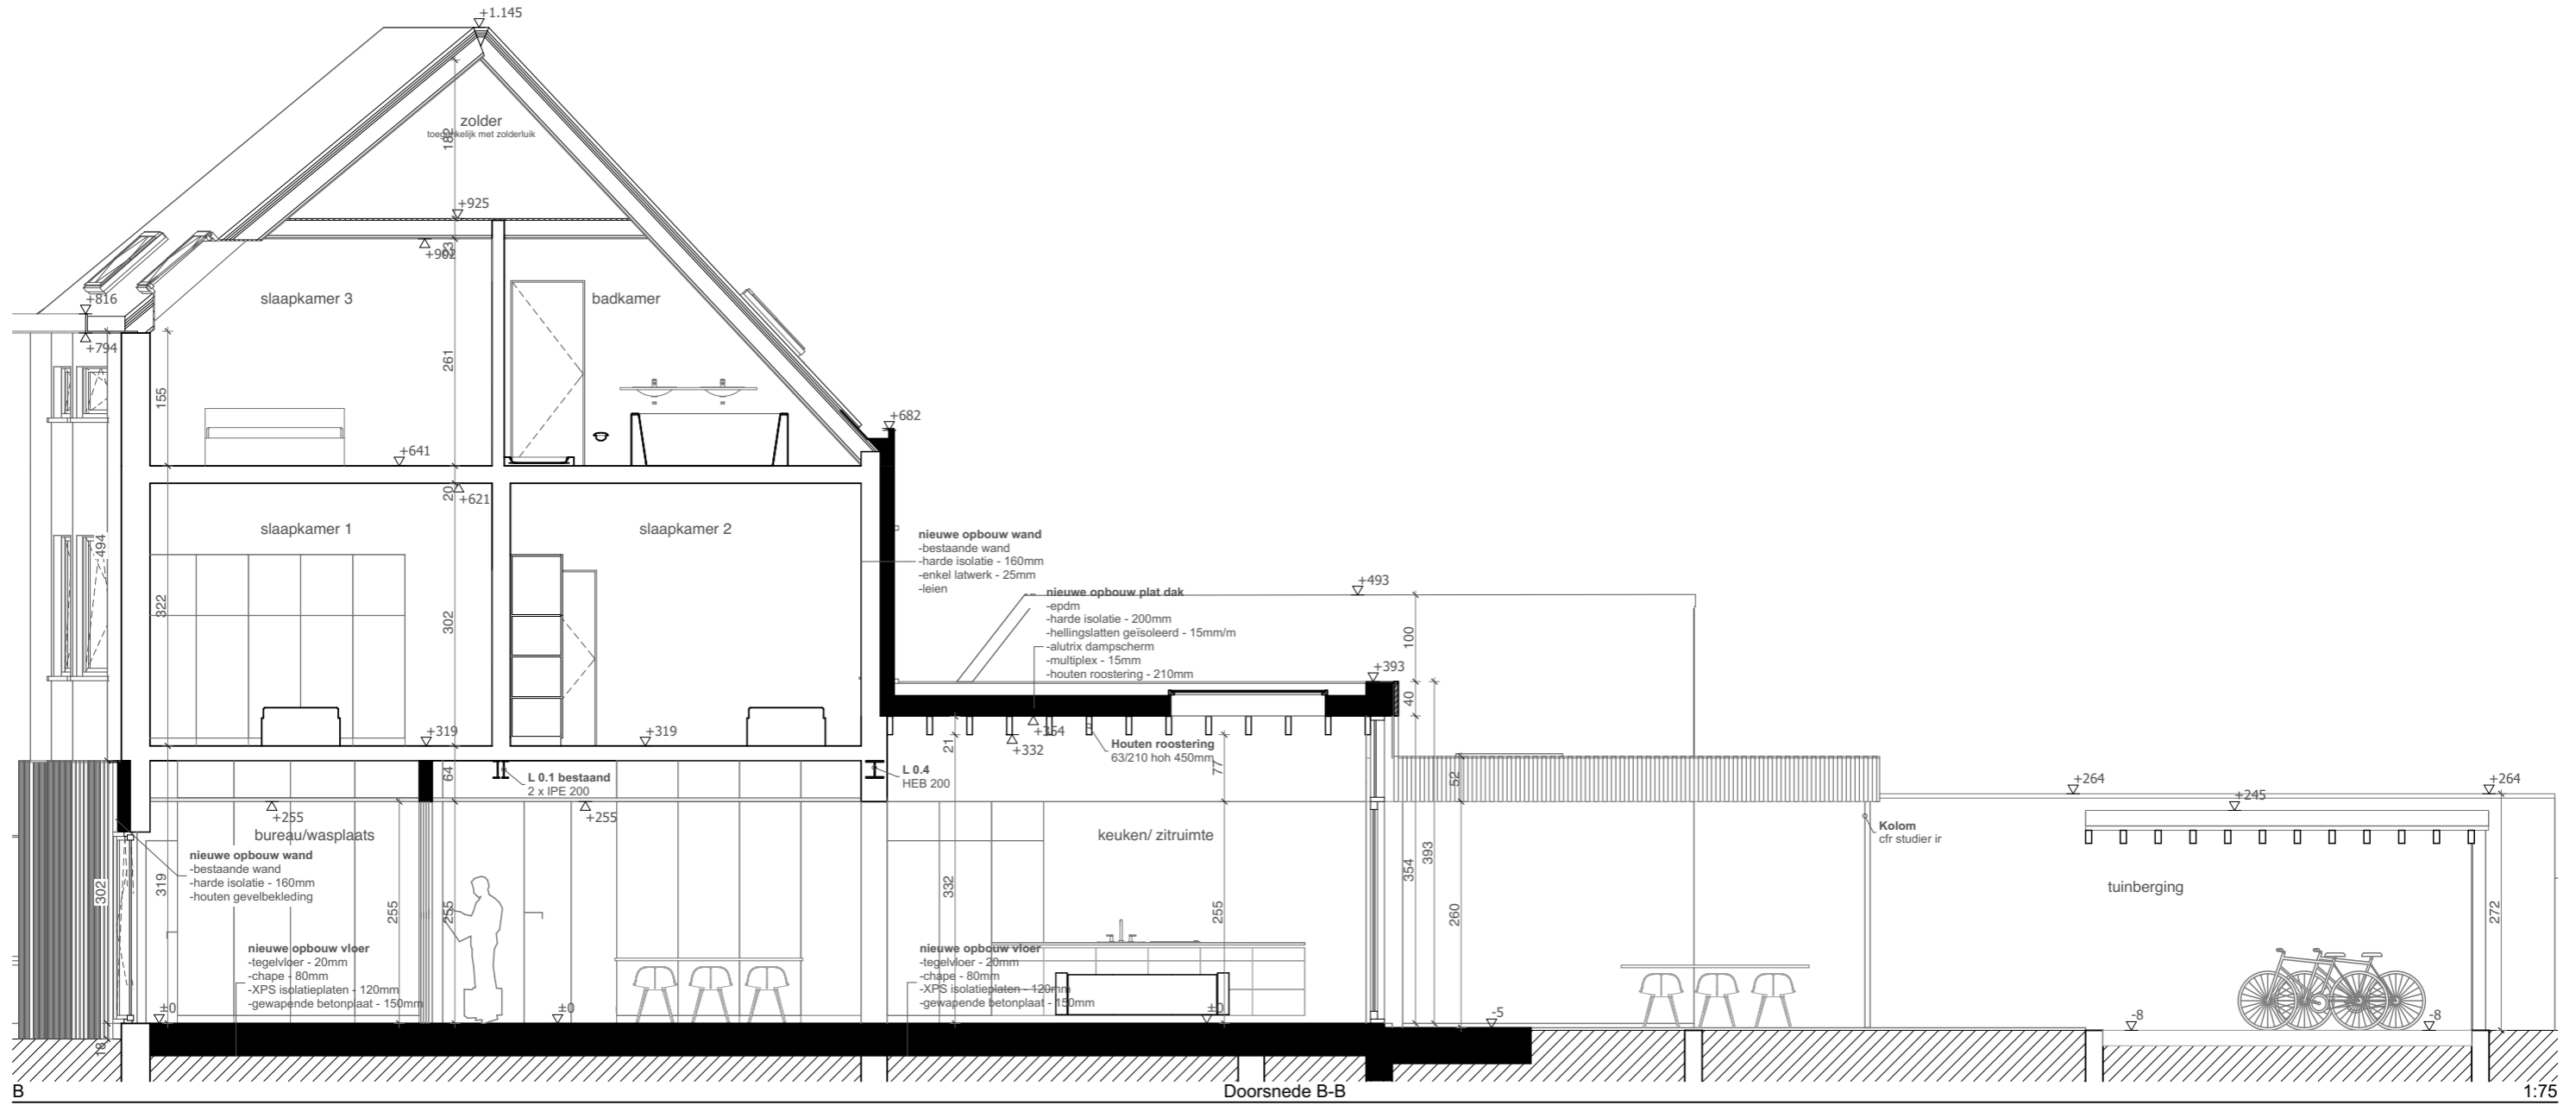 +1.145
zolder
toegankelijk met zolderluik
182
+925
23
+902
slaapkamer 3
badkamer
+816
+794
261
155
+682
+641
20
+621
slaapkamer 1
slaapkamer 2
494
nieuwe opbouw wand
-bestaande wand
-harde isolatie - 160mm
-enkel latwerk - 25mm
-leien
322
302
+493
nieuwe opbouw plat dak
-epdm
-harde isolatie - 200mm
-hellingslatten geïsoleerd - 15mm/m
-alutrix dampscherm
-multiplex - 15mm
-houten roostering - 210mm
100
+393
40
+319
+319
+354
+332
21
Houten roostering
63/210 hoh 450mm
77
64
L 0.1 bestaand
2 x IPE 200
L 0.4
HEB 200
52
+264
+264
+245
+255
+255
bureau/wasplaats
keuken/ zitruimte
Kolom
cfr studier ir
nieuwe opbouw wand
-bestaande wand
-harde isolatie - 160mm
-houten gevelbekleding
302
319
255
255
332
255
354
393
260
tuinberging
272
nieuwe opbouw vloer
-tegelvloer - 20mm
-chape - 80mm
-XPS isolatieplaten - 120mm
-gewapende betonplaat - 150mm
nieuwe opbouw vloer
-tegelvloer - 20mm
-chape - 80mm
-XPS isolatieplaten - 120mm
-gewapende betonplaat - 150mm
±0
±0
±0
-5
-8
-8
18
B
Doorsnede B-B
1:75